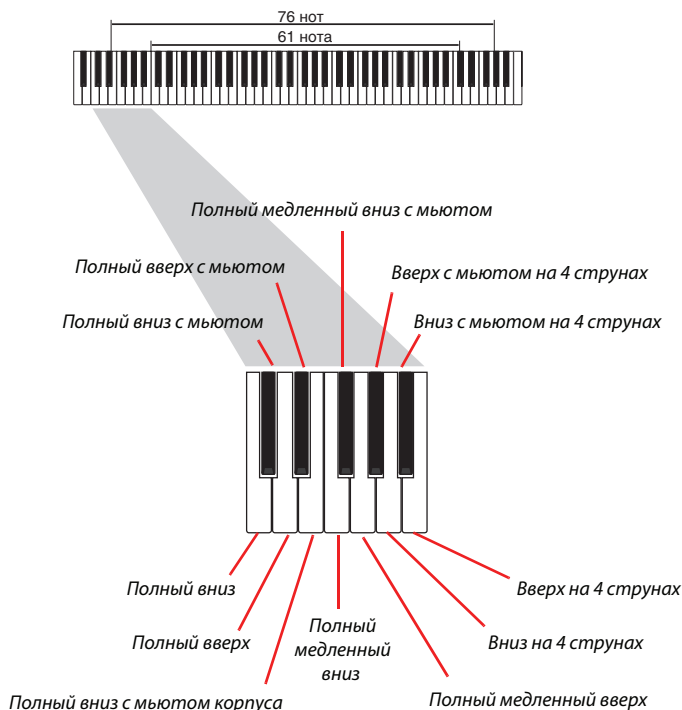 76 нот
61 нота
Полный медленный вниз с мьютом
Полный вверх с мьютом
Вверх с мьютом на 4 струнах
Полный вниз с мьютом
Вниз с мьютом на 4 струнах
Полный вниз
Вверх на 4 струнах
Полный вверх
Полный
медленный
вниз
Вниз на 4 струнах
Полный вниз с мьютом корпуса
Полный медленный вверх